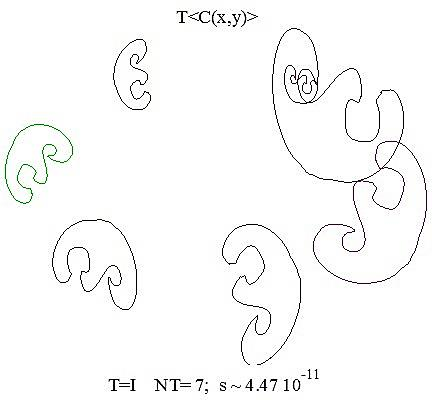 T<C(x,y)>
T=I NT= 7; s ~ 4.47 10⁻¹¹